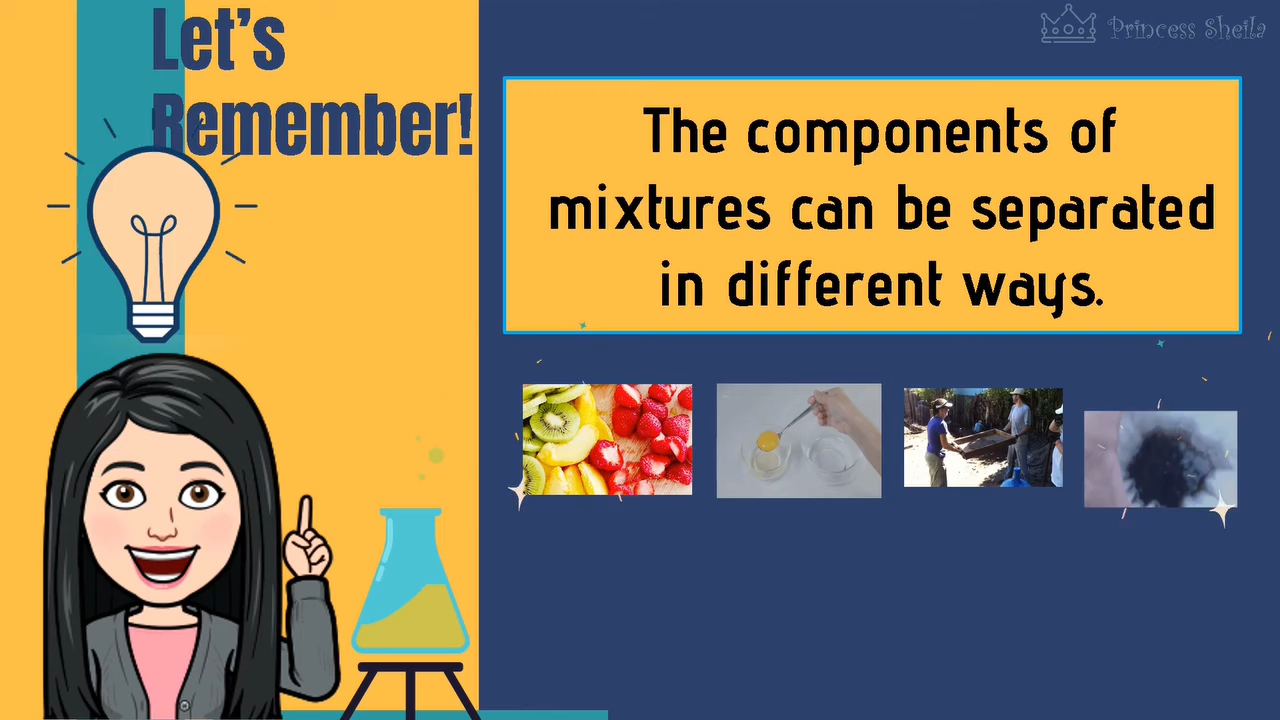 Let's
Remember!
Princess Sheila
The components of
mixtures can be separated
in different ways.